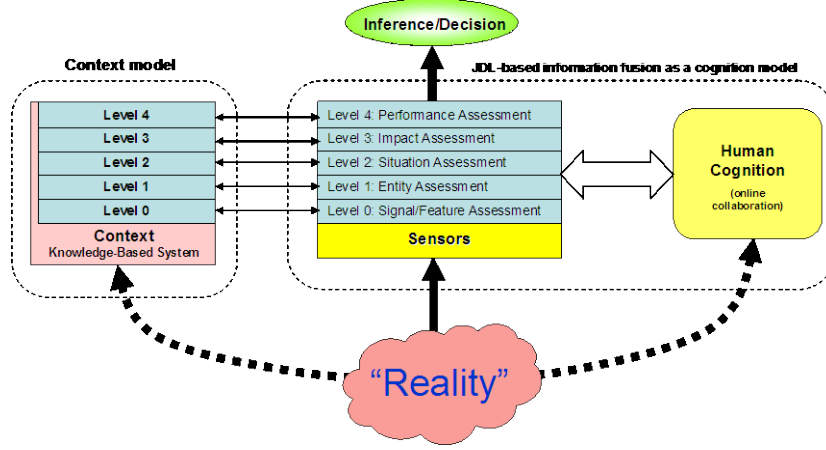 Inference/Decision
Context model
JDL-based information fusion as a cognition model
Level 4
Level 3
Level 2
Level 1
Level 0
Context
Knowledge-Based System
Level 4: Performance Assessment
Level 3: Impact Assessment
Level 2: Situation Assessment
Level 1: Entity Assessment
Level 0: Signal/Feature Assessment
Sensors
Human
Cognition
(online
collaboration)
“Reality”